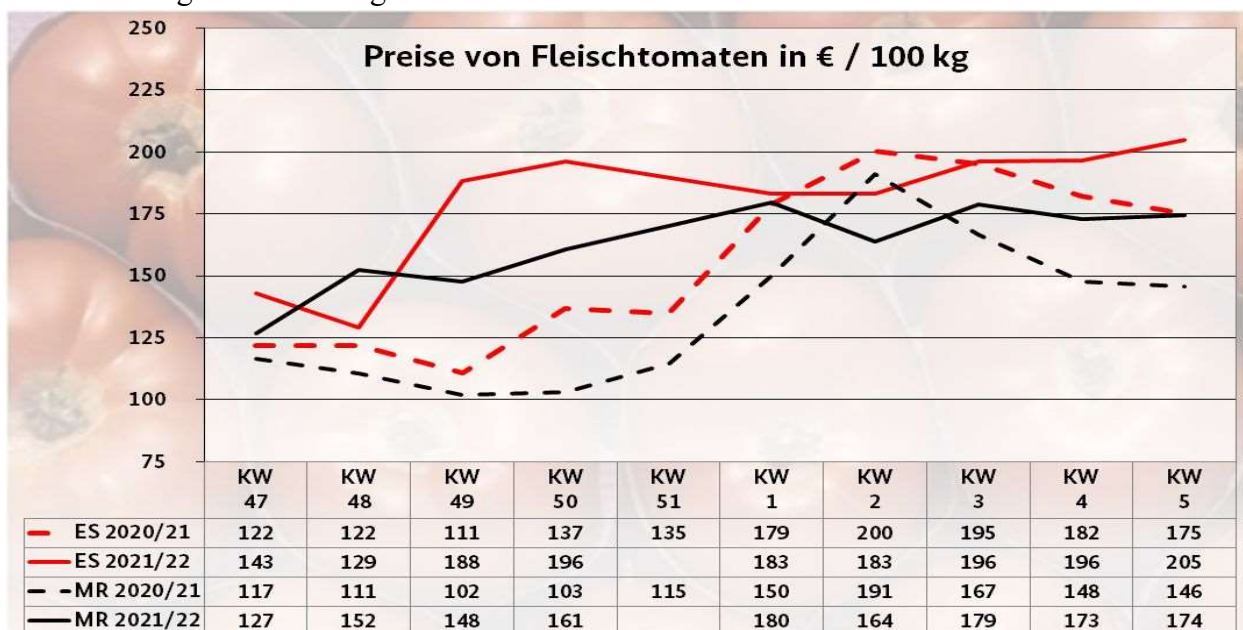 250
Preise von Fleischtomaten in € / 100 kg
225
200
175
150
125
100
75
KW KW KW KW KW KW KW KW KW KW
47 48 49 50 51 1 2 3 4 5
ES 2020/21 122 122 111 137 135 179 200 195 182 175
ES 2021/22 143 129 188 196 183 183 196 196 205
MR 2020/21 117 111 102 103 115 150 191 167 148 146
MR 2021/22 127 152 148 161 180 164 179 173 174